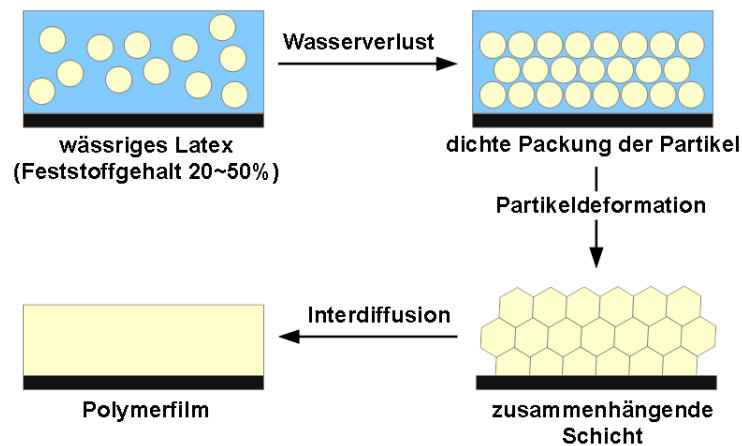 Wasserverlust
wässriges Latex
(Feststoffgehalt 20~50%)
dichte Packung der Partikel
Partikeldeformation
Interdiffusion
Polymerfilm
zusammenhängende
Schicht